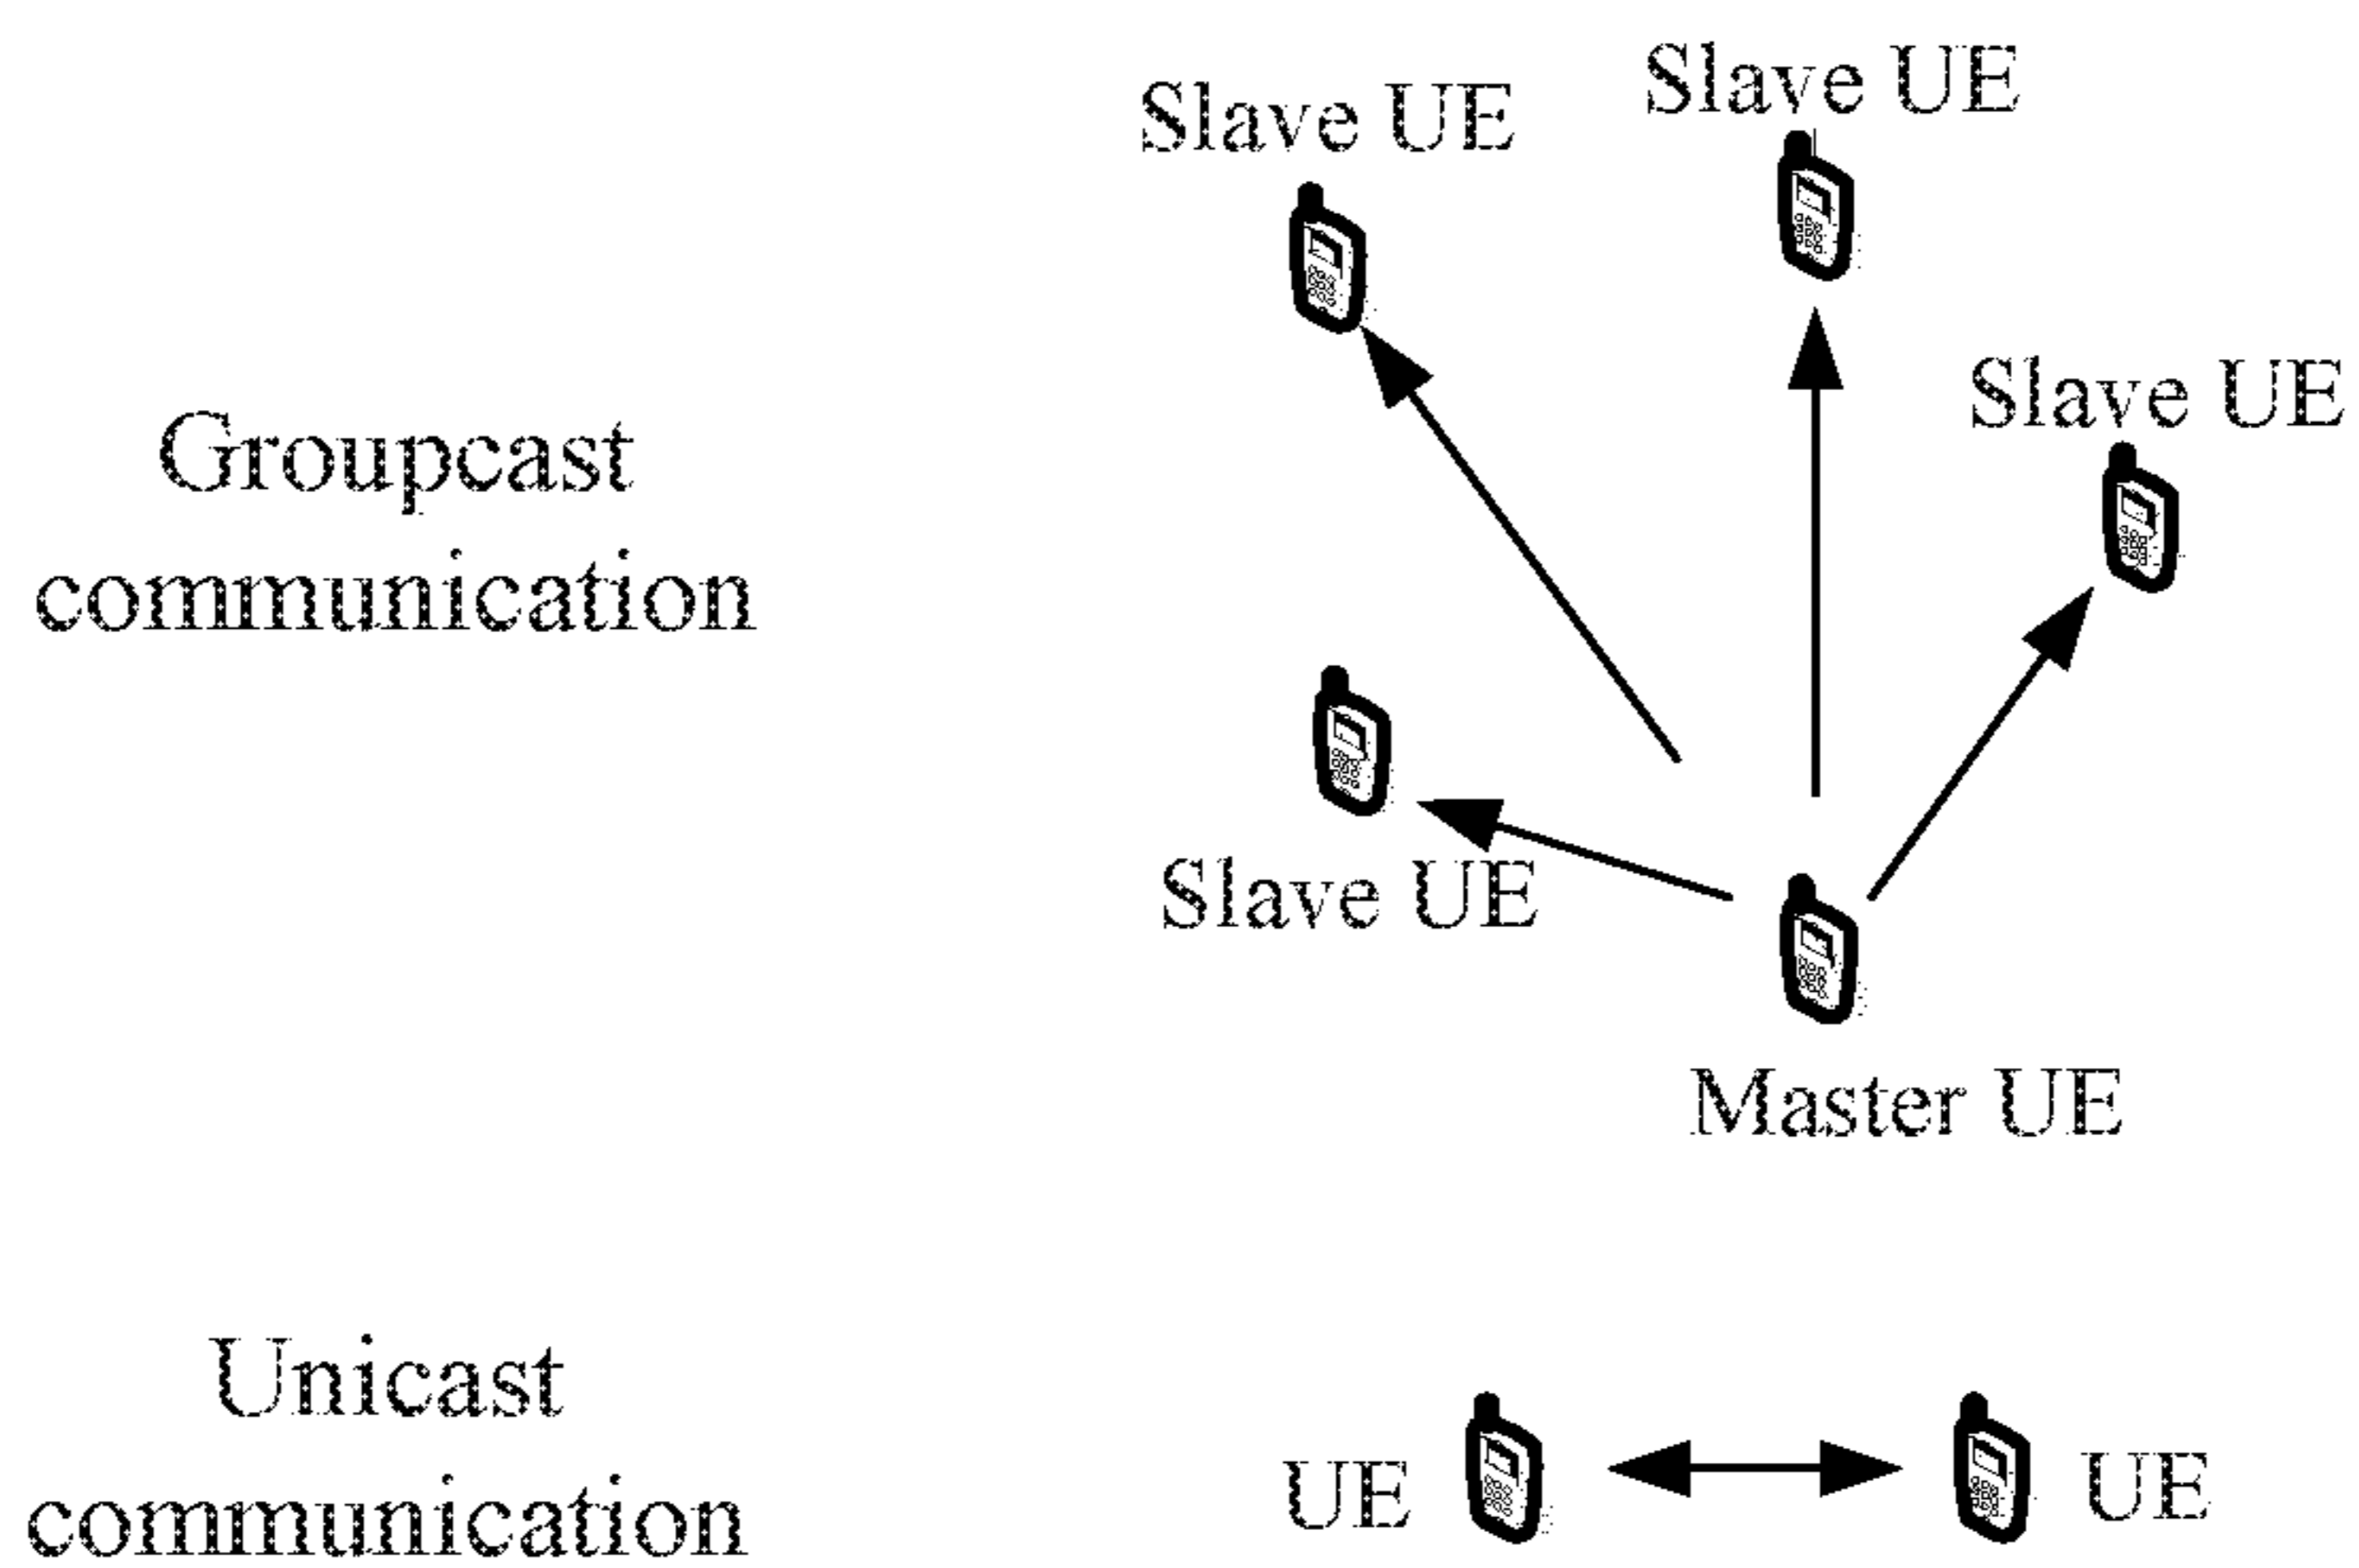 Slave UE
Slave UE
Slave UE
Groupcast
communication
Slave UE
Master UE
Unicast
communication
UE
UE